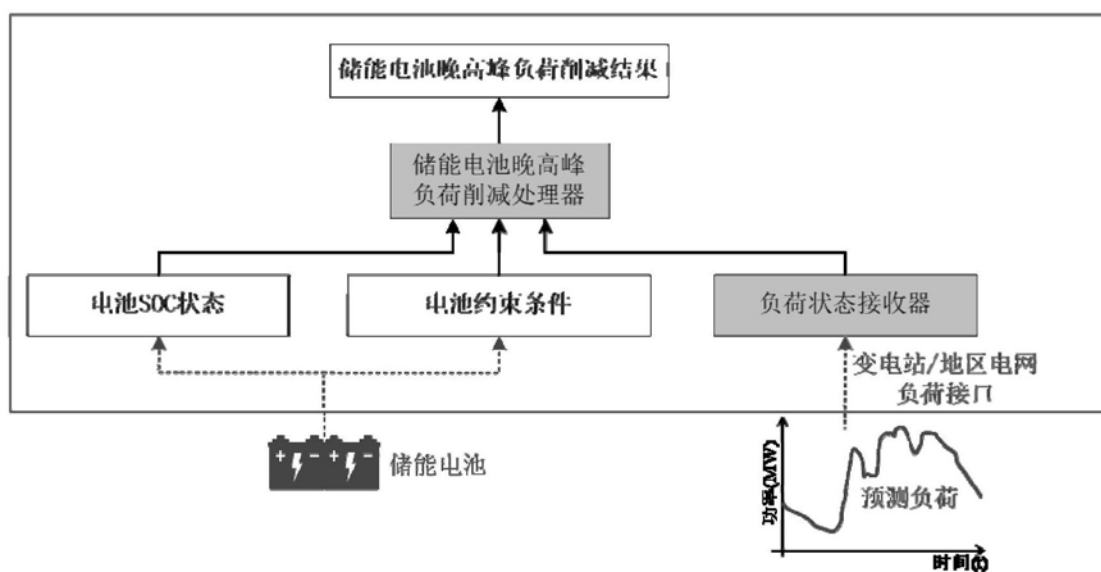 储能电池晚高峰负荷削减结果
储能电池晚高峰
负荷削减处理器
电池SOC状态
电池约束条件
负荷状态接收器
变电站/地区电网
负荷接口
储能电池
功率(MW)
预测负荷
时间(t)